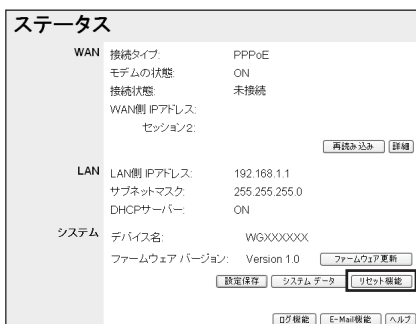 ステータス
WAN 接続タイプ: PPPoE
モデムの状態: ON
接続状態: 未接続
WAN側 IPアドレス:
セッション2:
再読み込み 詳細
LAN LAN側 IPアドレス: 192.168.1.1
サブネットマスク: 255.255.255.0
DHCPサーバー: ON
システム デバイス名: WGXXXXXX
ファームウェア バージョン: Version 1.0 ファームウェア更新
設定保存 システム データ リセット機能
ログ機能 E-Mail機能 ヘルプ